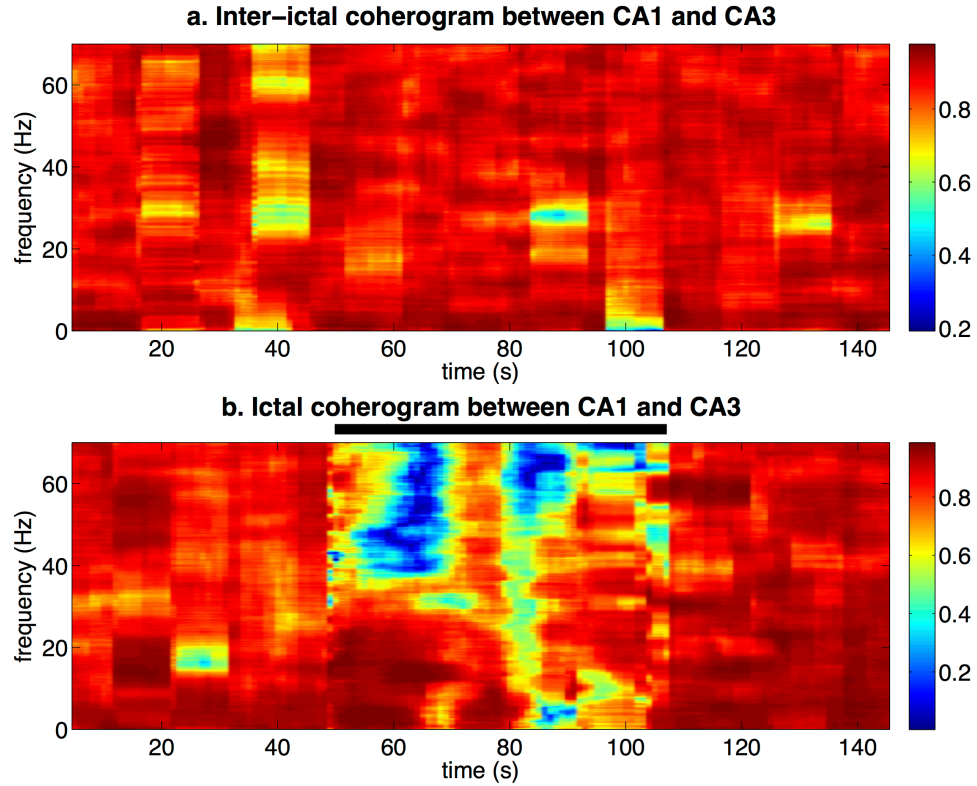 a. Inter−ictal coherogram between CA1 and CA3
frequency (Hz)
60
40
20
0
20 40 60 80 100 120 140
time (s)
0.8
0.6
0.4
0.2
b. Ictal coherogram between CA1 and CA3
frequency (Hz)
60
40
20
0
20 40 60 80 100 120 140
time (s)
0.8
0.6
0.4
0.2